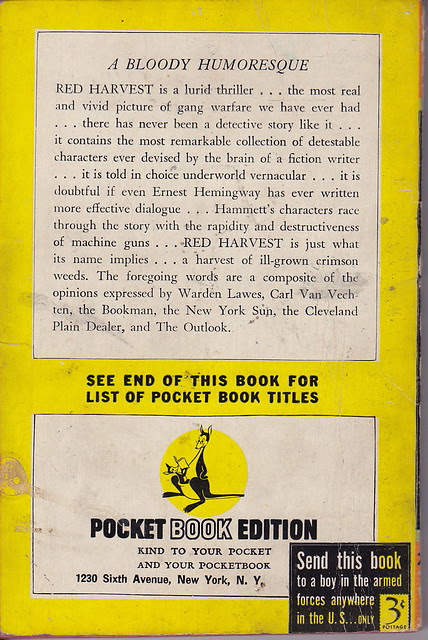 A BLOODY HUMORESQUE
RED HARVEST is a lurid thriller . . . the most real
and vivid picture of gang warfare we have ever had
. . . there has never been a detective story like it . . .
it contains the most remarkable collection of detestable
characters ever devised by the brain of a fiction writer
. . . it is told in choice underworld vernacular . . . it is
doubtful if even Ernest Hemingway has ever written
more effective dialogue . . . Hammett's characters race
through the story with the rapidity and destructiveness
of machine guns . . . RED HARVEST is just what
its name implies . . . a harvest of ill-grown crimson
weeds. The foregoing words are a composite of the
opinions expressed by Warden Lawes, Carl Van Vech-
ten, the Bookman, the New York Sun, the Cleveland
Plain Dealer, and The Outlook.
SEE END OF THIS BOOK FOR
LIST OF POCKET BOOK TITLES
POCKET BOOK EDITION
KIND TO YOUR POCKET
AND YOUR POCKETBOOK
1230 Sixth Avenue, New York, N. Y.
Send this book
to a boy in the armed
forces anywhere
in the U. S... ONLY
3¢
POSTAGE